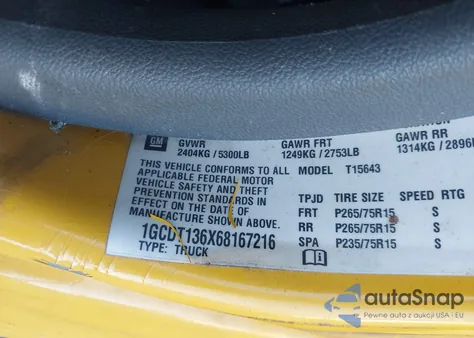 GM
GVWR GAWR FRT GAWR RR
2404KG / 5300LB 1249KG / 2753LB 1314KG / 2896
THIS VEHICLE CONFORMS TO ALL MODEL T15643
APPLICABLE FEDERAL MOTOR
VEHICLE SAFETY AND THEFT TPJD TIRE SIZE SPEED RTG
PREVENTION STANDARDS IN FRT P265/75R15 S
EFFECT ON THE DATE OF RR P265/75R15 S
MANUFACTURE SHOWN ABOVE. SPA P235/75R15 S
1GCDT136X68167216
TYPE: TRUCK
autoSnap
Pewne auta z aukcji USA - EU